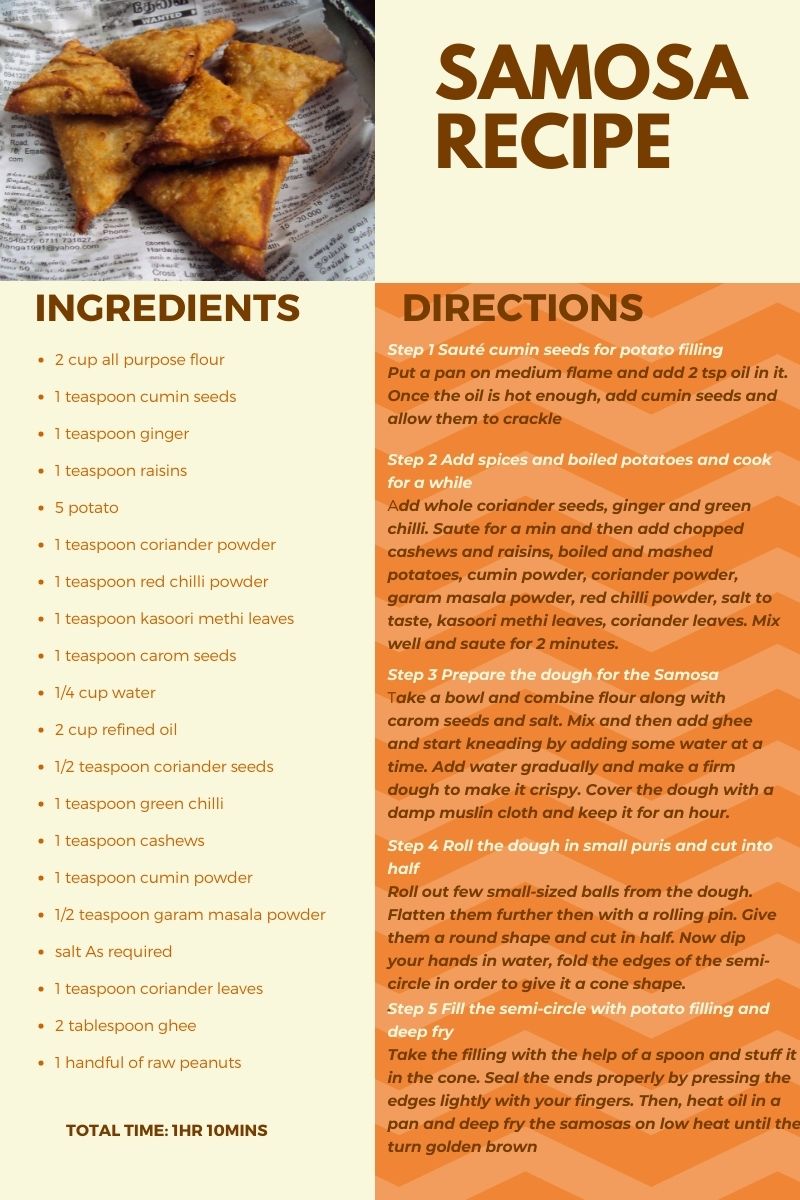 தேனீ
WANTED
SAMOSA
RECIPE
INGREDIENTS
2 cup all purpose flour
1 teaspoon cumin seeds
1 teaspoon ginger
1 teaspoon raisins
5 potato
1 teaspoon coriander powder
1 teaspoon red chilli powder
1 teaspoon kasoori methi leaves
1 teaspoon carom seeds
1/4 cup water
2 cup refined oil
1/2 teaspoon coriander seeds
1 teaspoon green chilli
1 teaspoon cashews
1 teaspoon cumin powder
1/2 teaspoon garam masala powder
salt As required
1 teaspoon coriander leaves
2 tablespoon ghee
1 handful of raw peanuts
TOTAL TIME: 1HR 10MINS
DIRECTIONS
Step 1 Sauté cumin seeds for potato filling
Put a pan on medium flame and add 2 tsp oil in it.
Once the oil is hot enough, add cumin seeds and
allow them to crackle
Step 2 Add spices and boiled potatoes and cook
for a while
Add whole coriander seeds, ginger and green
chilli. Saute for a min and then add chopped
cashews and raisins, boiled and mashed
potatoes, cumin powder, coriander powder,
garam masala powder, red chilli powder, salt to
taste, kasoori methi leaves, coriander leaves. Mix
well and saute for 2 minutes.
Step 3 Prepare the dough for the Samosa
Take a bowl and combine flour along with
carom seeds and salt. Mix and then add ghee
and start kneading by adding some water at a
time. Add water gradually and make a firm
dough to make it crispy. Cover the dough with a
damp muslin cloth and keep it for an hour.
Step 4 Roll the dough in small puris and cut into
half
Roll out few small-sized balls from the dough.
Flatten them further then with a rolling pin. Give
them a round shape and cut in half. Now dip
your hands in water, fold the edges of the semi-
circle in order to give it a cone shape.
Step 5 Fill the semi-circle with potato filling and
deep fry
Take the filling with the help of a spoon and stuff it
in the cone. Seal the ends properly by pressing the
edges lightly with your fingers. Then, heat oil in a
pan and deep fry the samosas on low heat until the
turn golden brown